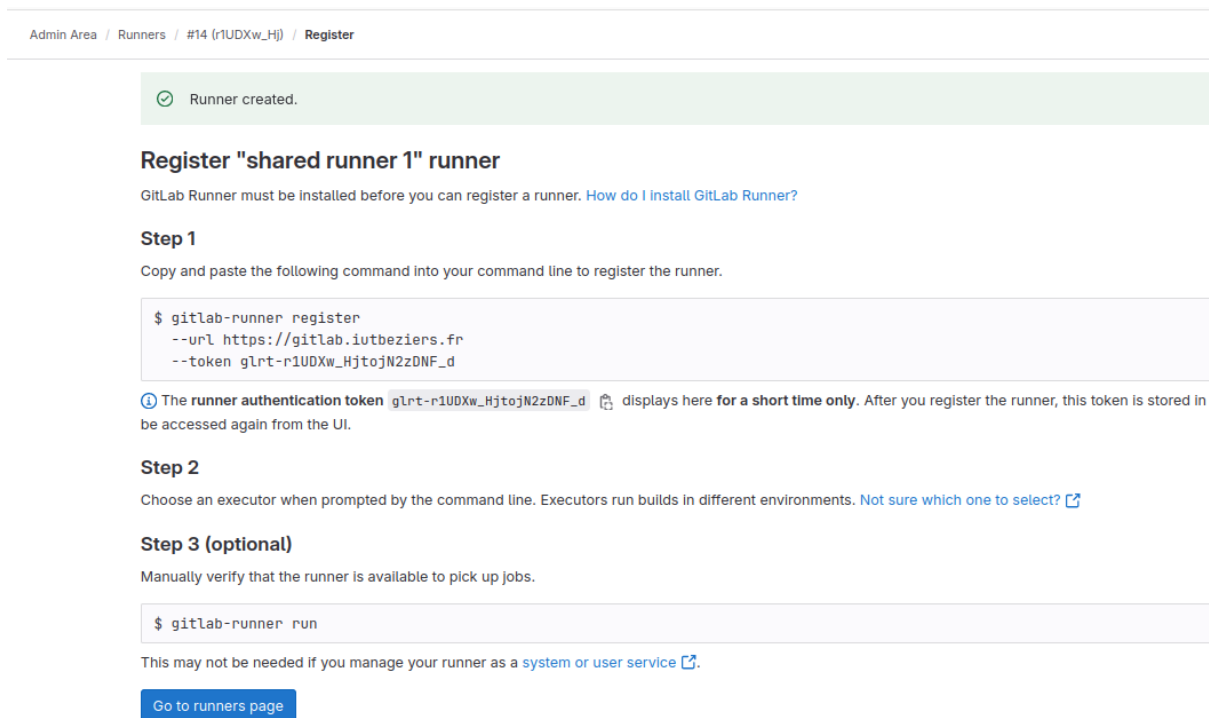 Admin Area / Runners / #14 (r1UDXw_Hj) / Register
Runner created.
Register "shared runner 1" runner
GitLab Runner must be installed before you can register a runner. How do I install GitLab Runner?
Step 1
Copy and paste the following command into your command line to register the runner.
$ gitlab-runner register
--url https://gitlab.iutbeziers.fr
--token glrt-r1UDXw_HjtojN2zDNF_d
The runner authentication token glrt-r1UDXw_HjtojN2zDNF_d displays here for a short time only. After you register the runner, this token is stored in
be accessed again from the UI.
Step 2
Choose an executor when prompted by the command line. Executors run builds in different environments. Not sure which one to select?
Step 3 (optional)
Manually verify that the runner is available to pick up jobs.
$ gitlab-runner run
This may not be needed if you manage your runner as a system or user service.
Go to runners page